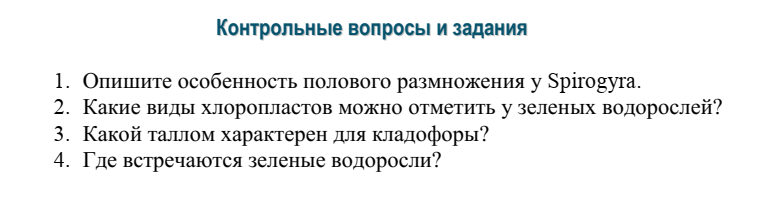 Контрольные вопросы и задания
1. Опишите особенность полового размножения у Spirogyra.
2. Какие виды хлоропластов можно отметить у зеленых водорослей?
3. Какой таллом характерен для кладофоры?
4. Где встречаются зеленые водоросли?